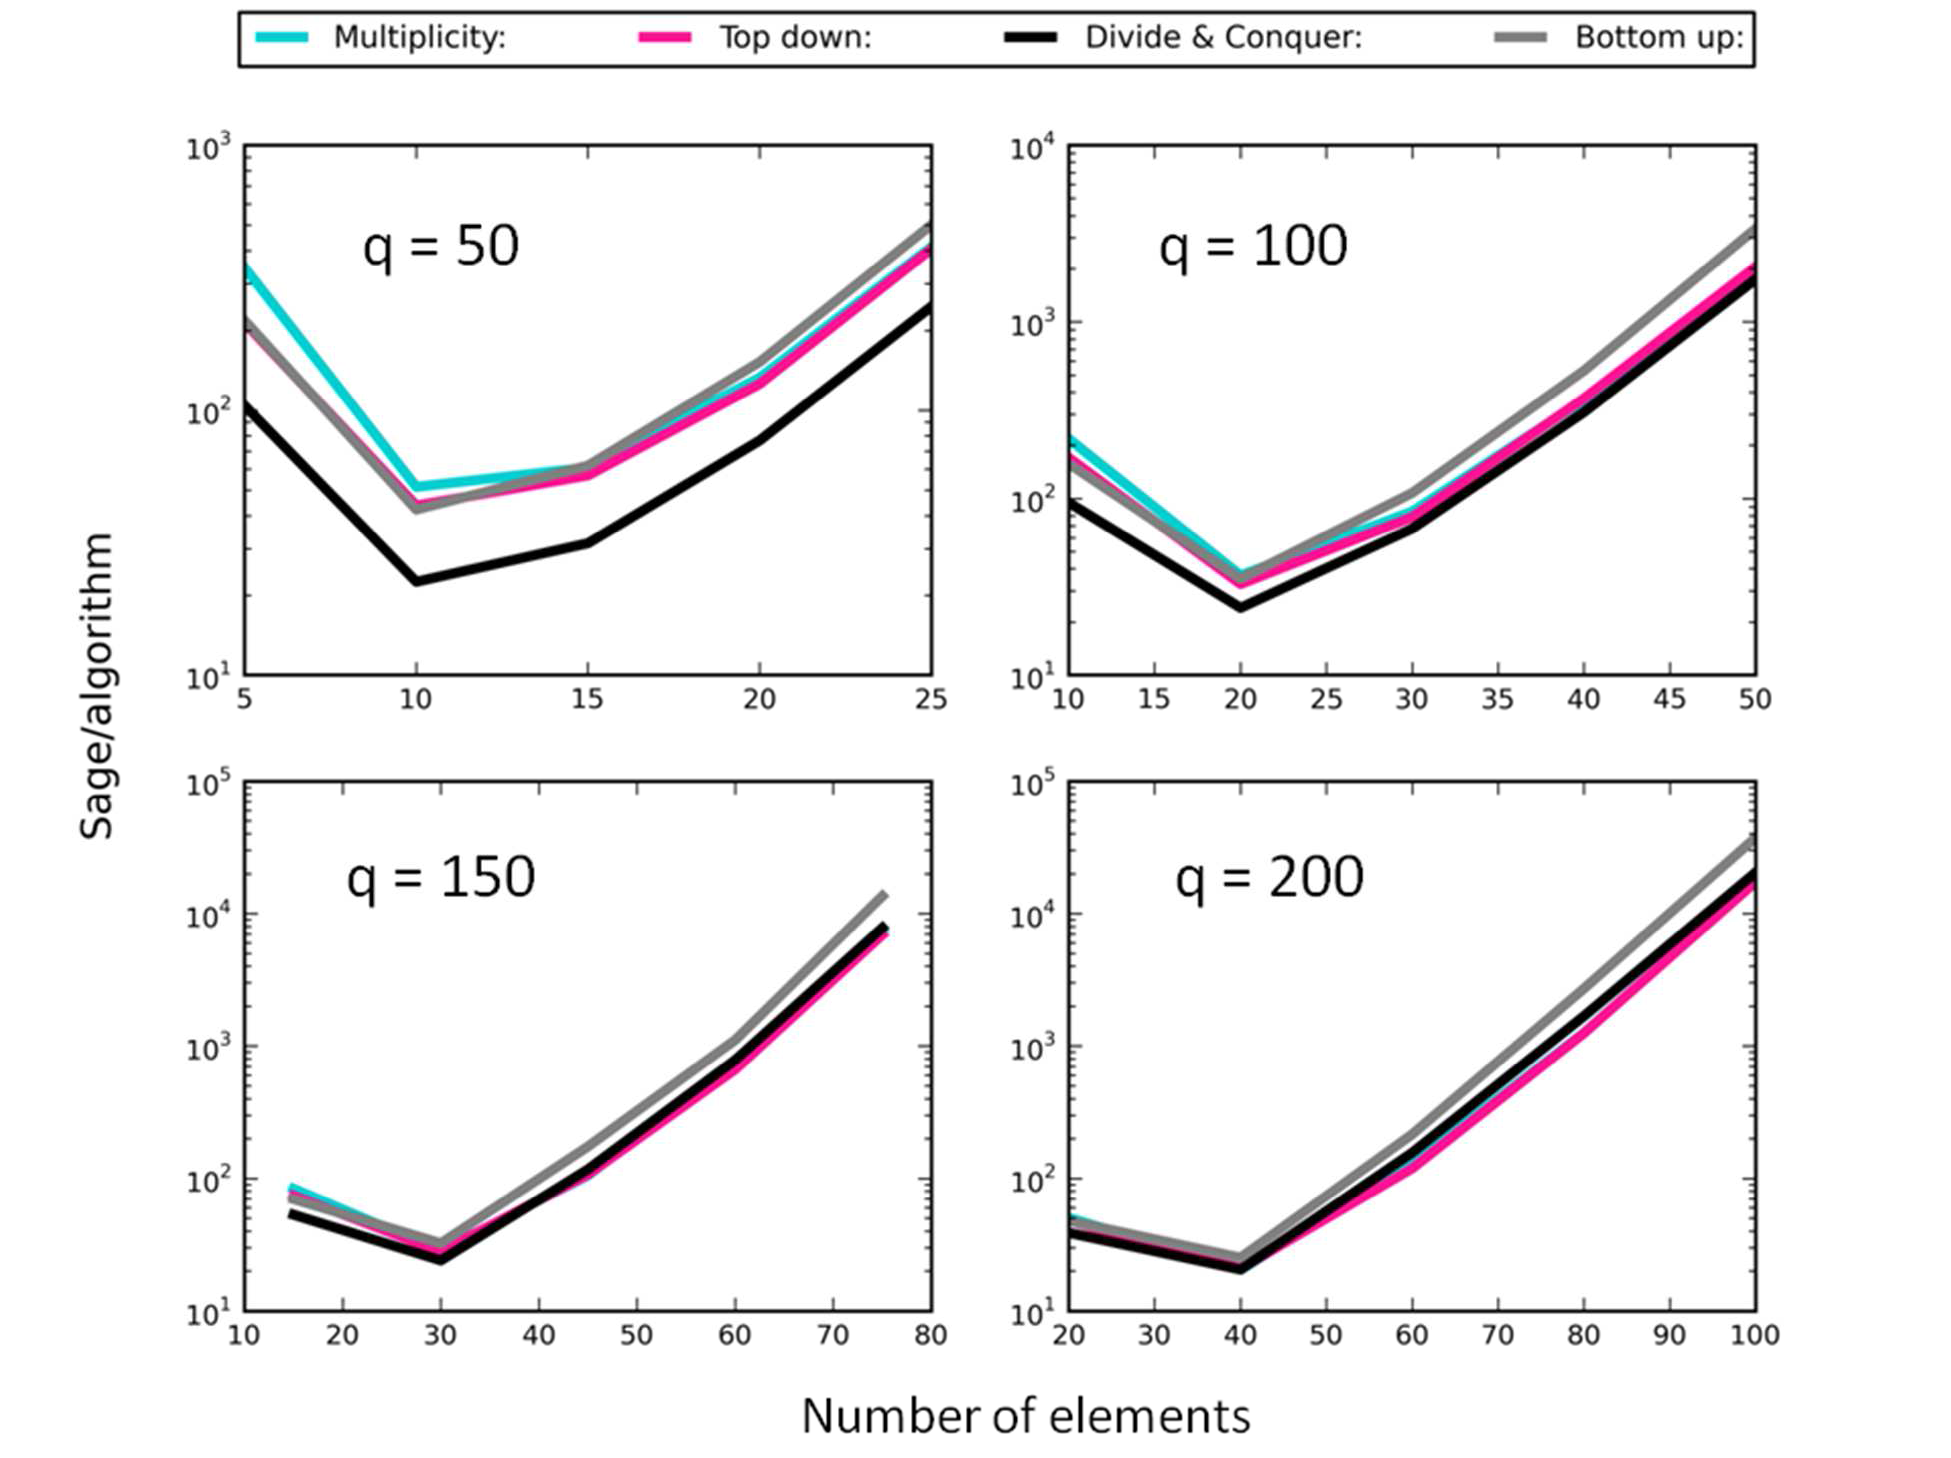 Multiplicity: Top down: Divide & Conquer: Bottom up:
Sage/algorithm
q = 50
10³
10²
10¹
5 10 15 20 25
q = 100
10⁴
10³
10²
10¹
10 15 20 25 30 35 40 45 50
q = 150
10⁵
10⁴
10³
10²
10¹
10 20 30 40 50 60 70 80
q = 200
10⁵
10⁴
10³
10²
10¹
20 30 40 50 60 70 80 90 100
Number of elements